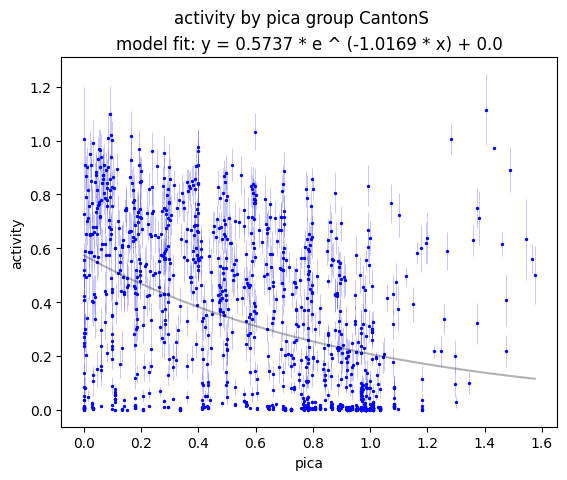 activity by pica group CantonS
model fit: y = 0.5737 * e ^ (-1.0169 * x) + 0.0
activity
1.2
1.0
0.8
0.6
0.4
0.2
0.0
0.0 0.2 0.4 0.6 0.8 1.0 1.2 1.4 1.6
pica